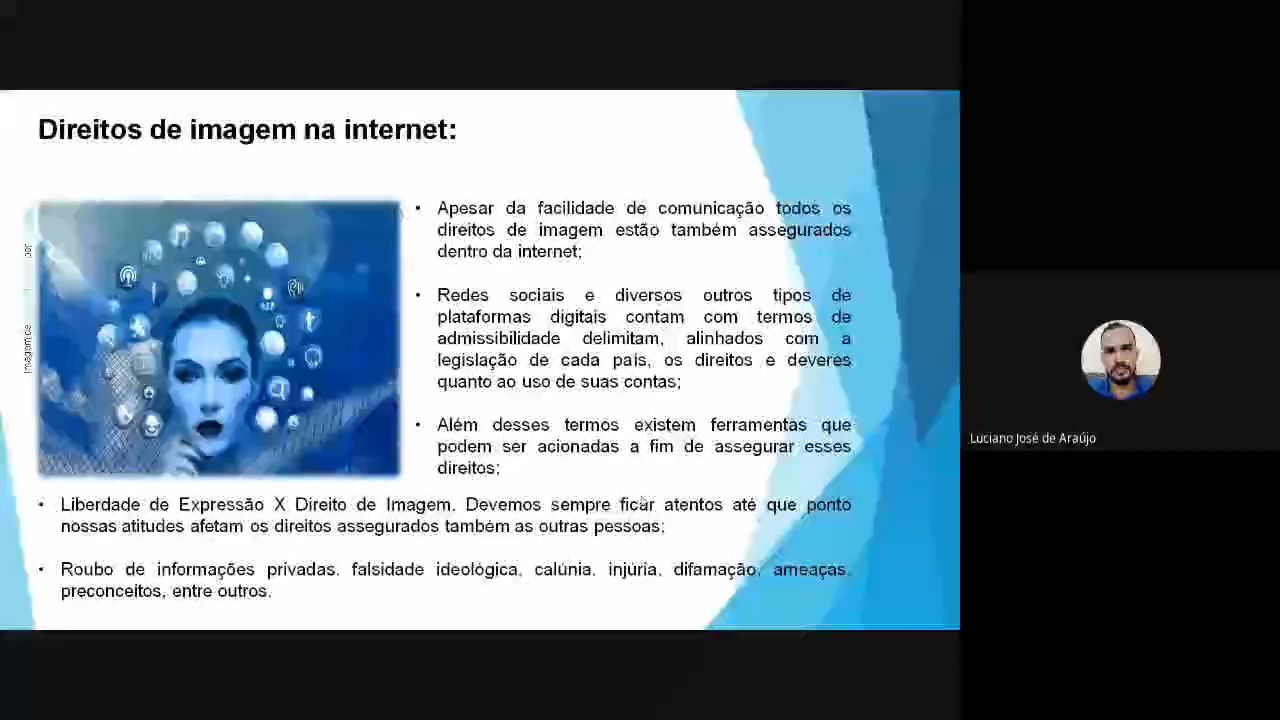 Direitos de imagem na internet:
Imagem de
por
• Apesar da facilidade de comunicação todos os
direitos de imagem estão também assegurados
dentro da internet;
• Redes sociais e diversos outros tipos de
plataformas digitais contam com termos de
admissibilidade delimitam, alinhados com a
legislação de cada país, os direitos e deveres
quanto ao uso de suas contas;
• Além desses termos existem ferramentas que
podem ser acionadas a fim de assegurar esses
direitos;
• Liberdade de Expressão X Direito de Imagem. Devemos sempre ficar atentos até que ponto
nossas atitudes afetam os direitos assegurados também as outras pessoas;
• Roubo de informações privadas, falsidade ideológica, calúnia, injúria, difamação, ameaças,
preconceitos, entre outros.
Luciano José de Araújo